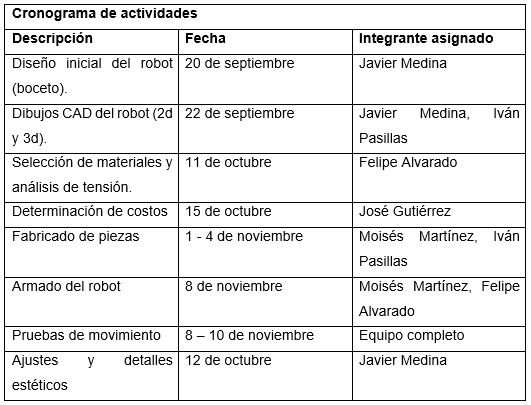 Cronograma de actividades
Descripción Fecha Integrante asignado
Diseño inicial del robot 20 de septiembre Javier Medina
(boceto).
Dibujos CAD del robot (2d 22 de septiembre Javier Medina, Iván
y 3d). Pasillas
Selección de materiales y 11 de octubre Felipe Alvarado
análisis de tensión.
Determinación de costos 15 de octubre José Gutiérrez
Fabricado de piezas 1 - 4 de noviembre Moisés Martínez, Iván
Pasillas
Armado del robot 8 de noviembre Moisés Martínez, Felipe
Alvarado
Pruebas de movimiento 8 – 10 de noviembre Equipo completo
Ajustes y detalles 12 de octubre Javier Medina
estéticos